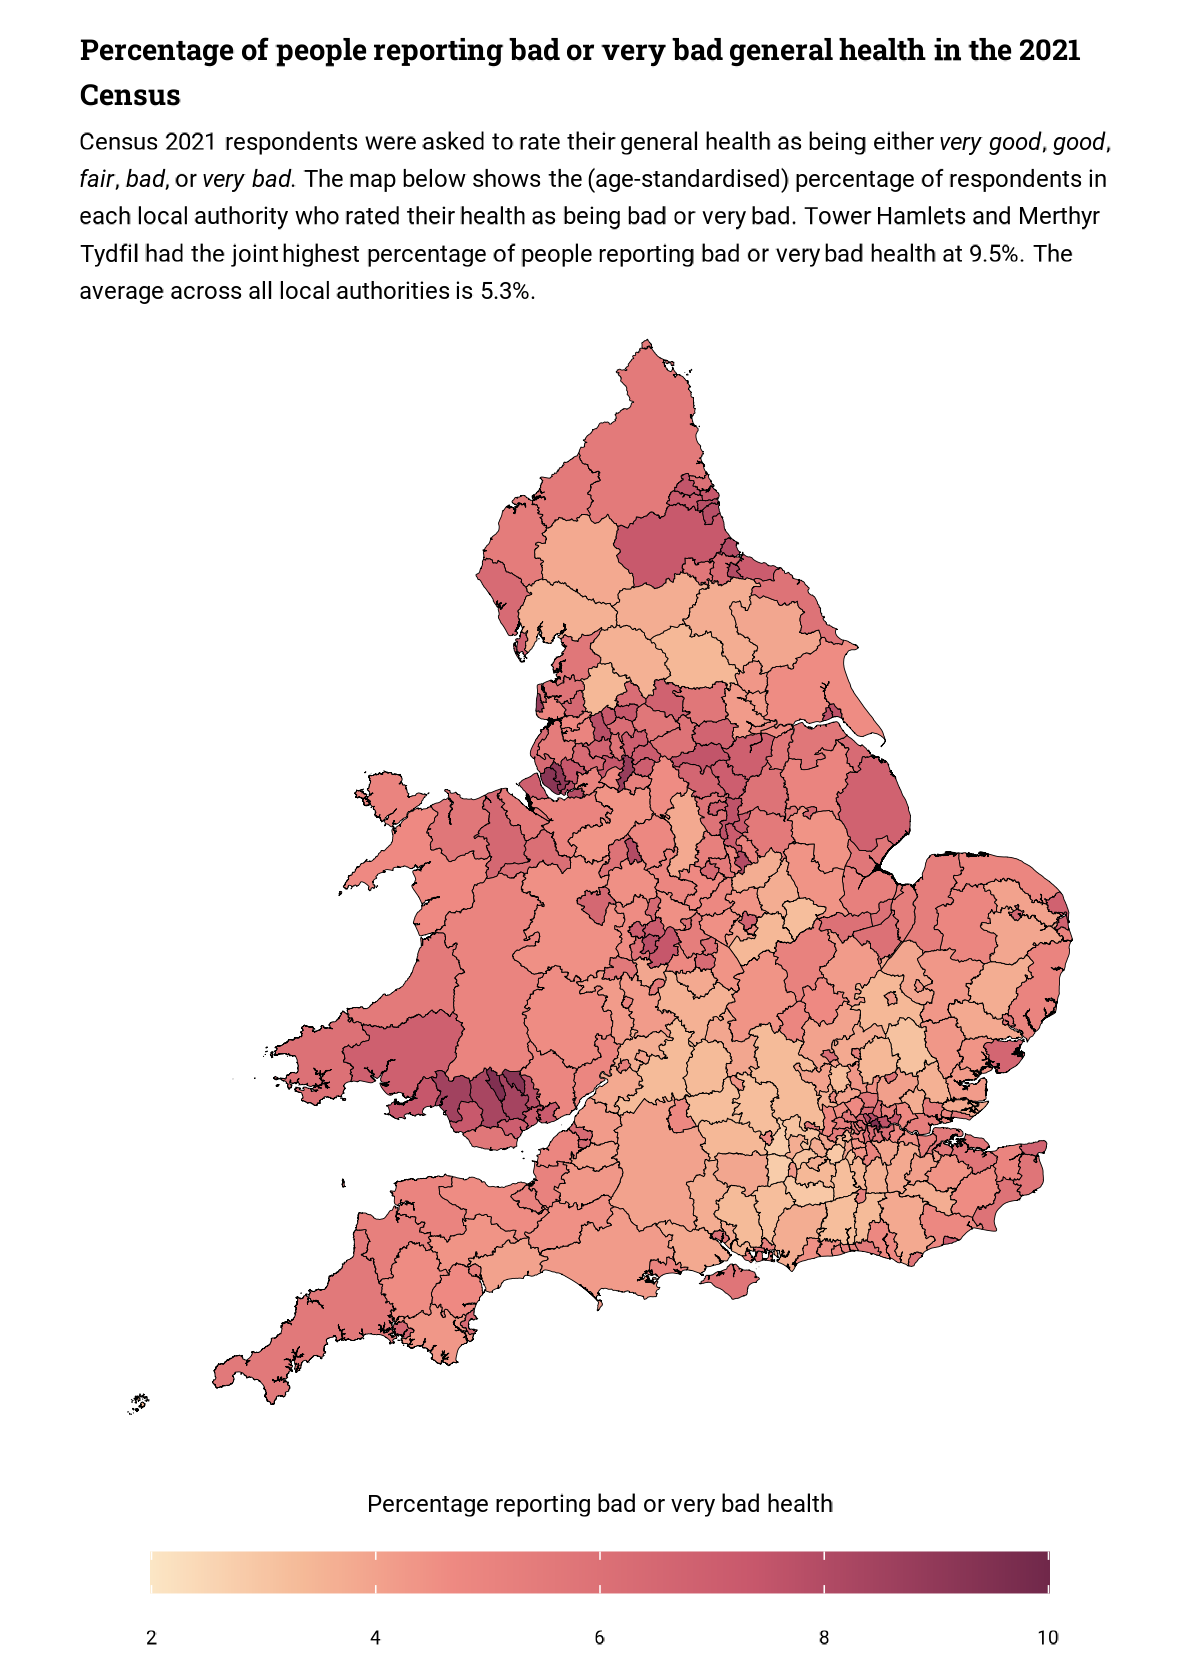 Percentage of people reporting bad or very bad general health in the 2021
Census
Census 2021 respondents were asked to rate their general health as being either very good, good,
fair, bad, or very bad. The map below shows the (age-standardised) percentage of respondents in
each local authority who rated their health as being bad or very bad. Tower Hamlets and Merthyr
Tydfil had the joint highest percentage of people reporting bad or very bad health at 9.5%. The
average across all local authorities is 5.3%.
Percentage reporting bad or very bad health
2 4 6 8 10